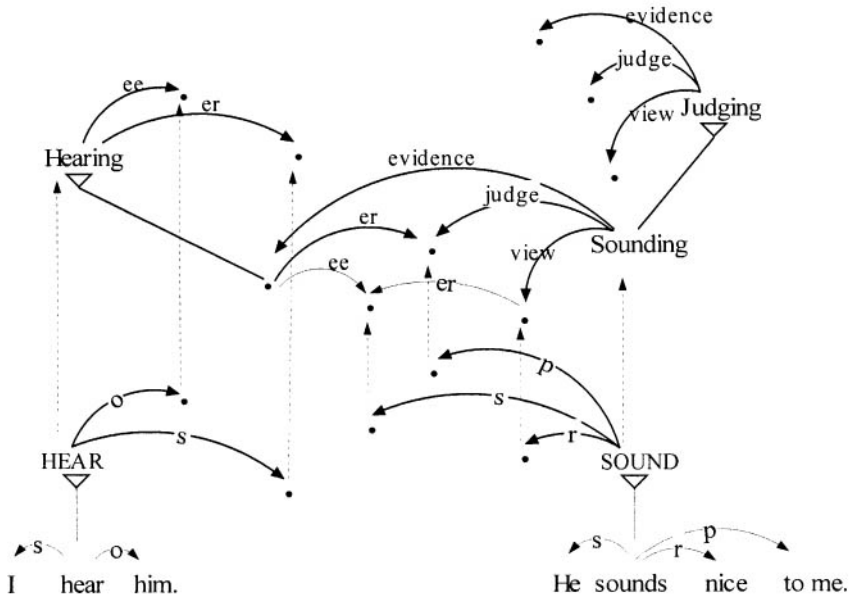 evidence
ee
judge
er
view
Judging
Hearing
evidence
judge
er
Sounding
ee
view
er
p
o
s
s
r
HEAR
SOUND
s
o
s
r
p
I hear him.
He sounds nice to me.